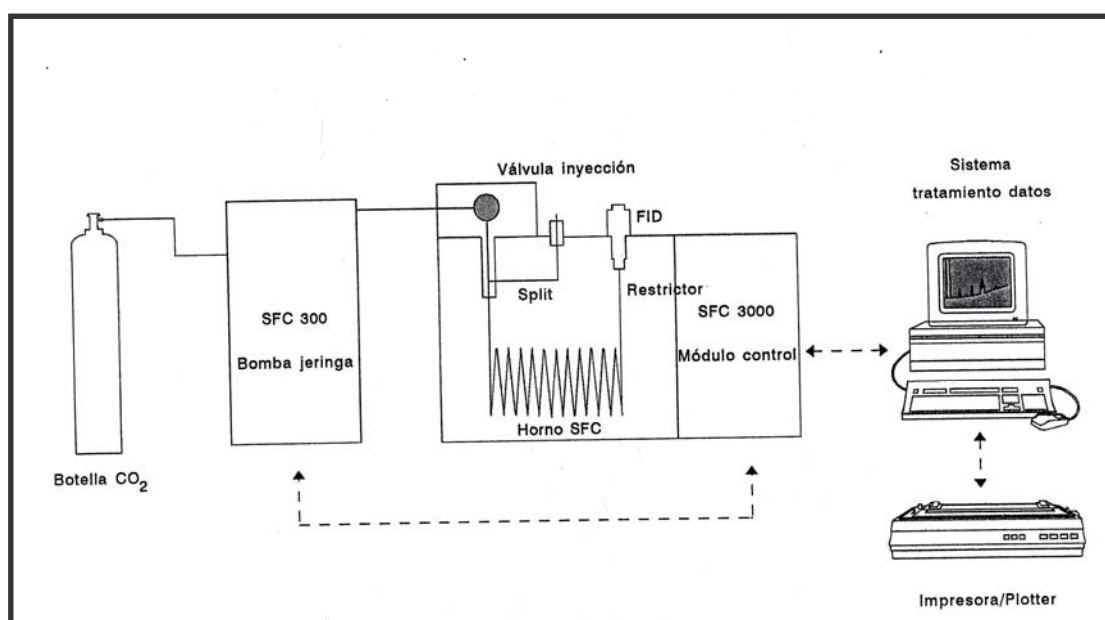 Válvula inyección
Sistema
tratamiento datos
FID
Split
Restrictor
SFC 300
Bomba jeringa
SFC 3000
Módulo control
Horno SFC
Botella CO2
Impresora/Plotter